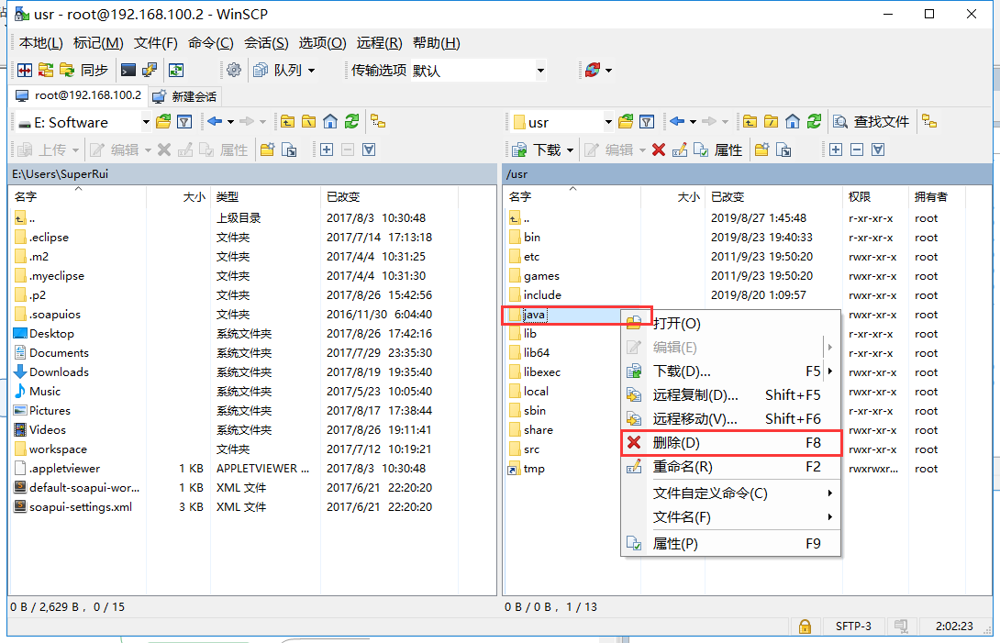 usr - root@192.168.100.2 - WinSCP
本地(L) 标记(M) 文件(F) 命令(C) 会话(S) 选项(O) 远程(R) 帮助(H)
同步 队列 传输选项 默认
root@192.168.100.2 新建会话
E: Software
上传 编辑 属性
E:\Users\SuperRui
名字 大小 类型 已改变
.. 上级目录 2017/8/3 10:30:48
.eclipse 文件夹 2017/7/14 17:13:18
.m2 文件夹 2017/4/4 10:31:25
.myeclipse 文件夹 2017/4/4 10:31:30
.p2 文件夹 2017/8/26 15:42:56
.soapuios 文件夹 2016/11/30 6:04:40
Desktop 系统文件夹 2017/8/26 17:42:16
Documents 系统文件夹 2017/7/29 23:35:30
Downloads 系统文件夹 2017/8/19 19:35:40
Music 系统文件夹 2017/5/23 10:05:40
Pictures 系统文件夹 2017/8/17 17:38:44
Videos 系统文件夹 2017/8/26 19:11:41
workspace 文件夹 2017/7/12 10:19:21
.appletviewer 1 KB APPLETVIEWER ... 2017/8/3 10:30:48
default-soapui-wor... 1 KB XML 文件 2017/6/21 22:20:20
soapui-settings.xml 3 KB XML 文件 2017/6/21 22:20:20
0 B / 2,629 B， 0 / 15
usr 查找文件
下载 编辑 属性
/usr
名字 大小 已改变 权限 拥有者
.. 2019/8/27 1:45:48 r-xr-xr-x root
bin 2019/8/23 19:40:33 r-xr-xr-x root
etc 2011/9/23 19:50:20 rwxr-xr-x root
games 2011/9/23 19:50:20 rwxr-xr-x root
include 2019/8/20 1:09:57 rwxr-xr-x root
java rwxr-xr-x root
lib r-xr-xr-x root
lib64 r-xr-xr-x root
libexec rwxr-xr-x root
local rwxr-xr-x root
sbin r-xr-xr-x root
share rwxr-xr-x root
src rwxr-xr-x root
tmp rwxrwxr... root
打开(O)
编辑(E)
下载(D)... F5
远程复制(D)... Shift+F5
远程移动(V)... Shift+F6
删除(D) F8
重命名(R) F2
文件自定义命令(C)
文件名(F)
属性(P) F9
0 B / 0 B， 1 / 13
SFTP-3 2:02:23